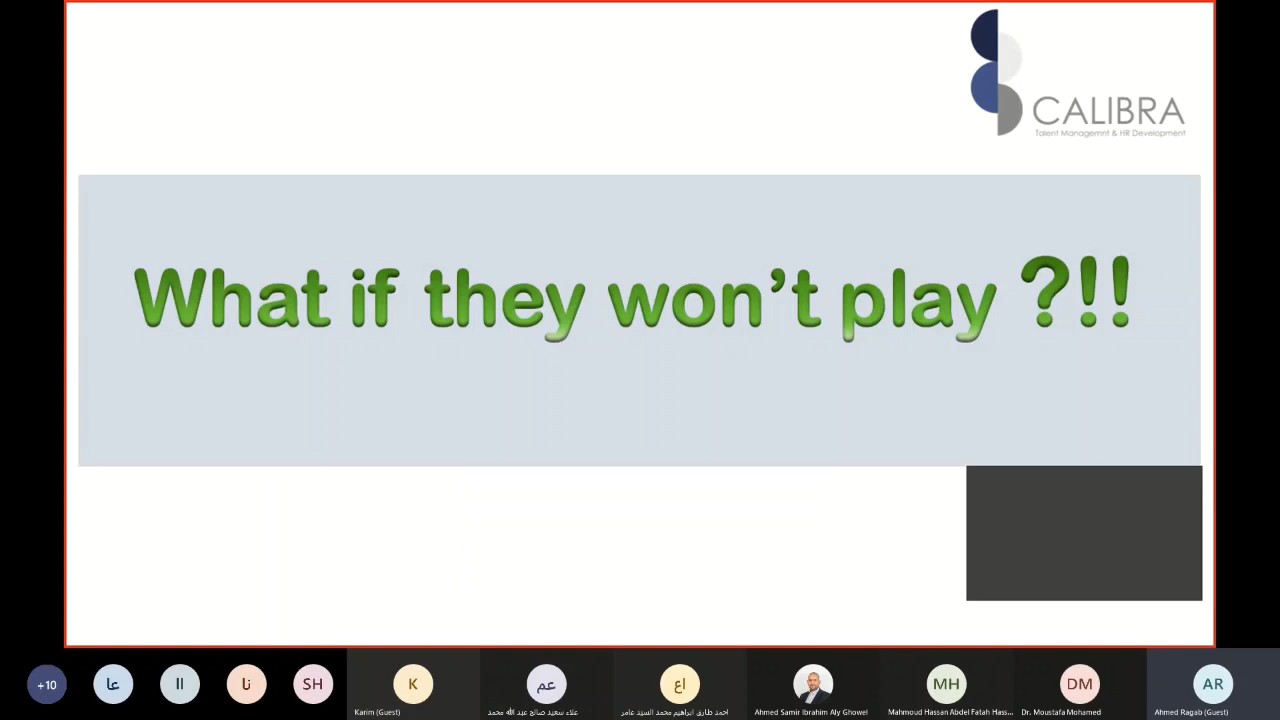 CALIBRA
Talent Managemnt & HR Development
What if they won’t play ?!!
+10
عا
اا
نا
SH
K
عم
اع
MH
DM
AR
Karim (Guest)
علاء سعيد صالح عبد الله محمد
احمد طارق ابراهيم محمد السيد عامر
Ahmed Samir Ibrahim Aly Ghowel
Mahmoud Hassan Abdel Fatah Hass...
Dr. Moustafa Mohamed
Ahmed Ragab (Guest)